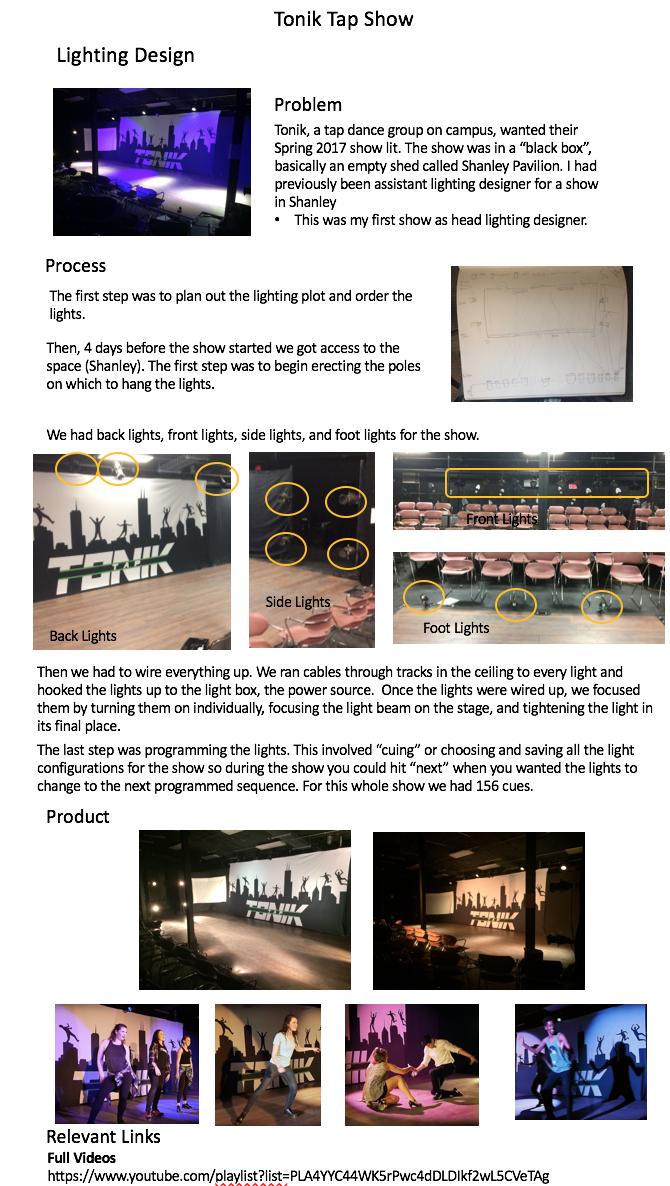 Tonik Tap Show
Lighting Design
TONIK
Problem
Tonik, a tap dance group on campus, wanted their
Spring 2017 show lit. The show was in a “black box”,
basically an empty shed called Shanley Pavilion. I had
previously been assistant lighting designer for a show
in Shanley
• This was my first show as head lighting designer.
Process
The first step was to plan out the lighting plot and order the
lights.
Then, 4 days before the show started we got access to the
space (Shanley). The first step was to begin erecting the poles
on which to hang the lights.
We had back lights, front lights, side lights, and foot lights for the show.
TONIK
TAP
Back Lights
Side Lights
Front Lights
Foot Lights
Then we had to wire everything up. We ran cables through tracks in the ceiling to every light and
hooked the lights up to the light box, the power source.  Once the lights were wired up, we focused
them by turning them on individually, focusing the light beam on the stage, and tightening the light in
its final place.
The last step was programming the lights. This involved “cuing” or choosing and saving all the light
configurations for the show so during the show you could hit “next” when you wanted the lights to
change to the next programmed sequence. For this whole show we had 156 cues.
Product
TONIK
TONIK
Relevant Links
Full Videos
https://www.youtube.com/playlist?list=PLA4YYC44WK5rPwc4dDLDIkf2wL5CVeTAg